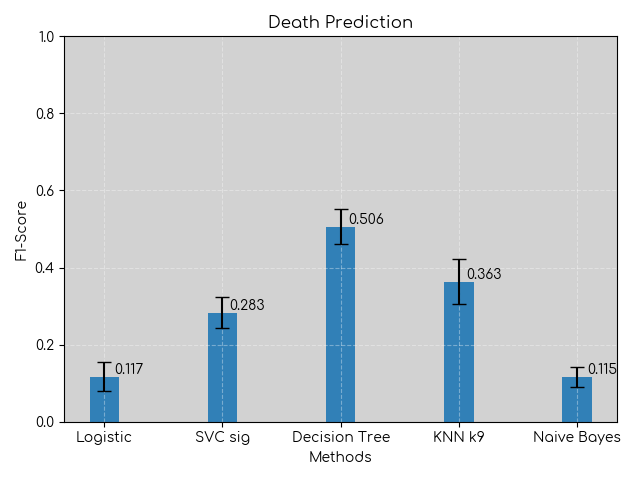 Death Prediction
1.0
0.8
0.6
0.4
0.2
0.0
F1-Score
0.117
0.283
0.506
0.363
0.115
Logistic
SVC sig
Decision Tree
KNN k9
Naive Bayes
Methods